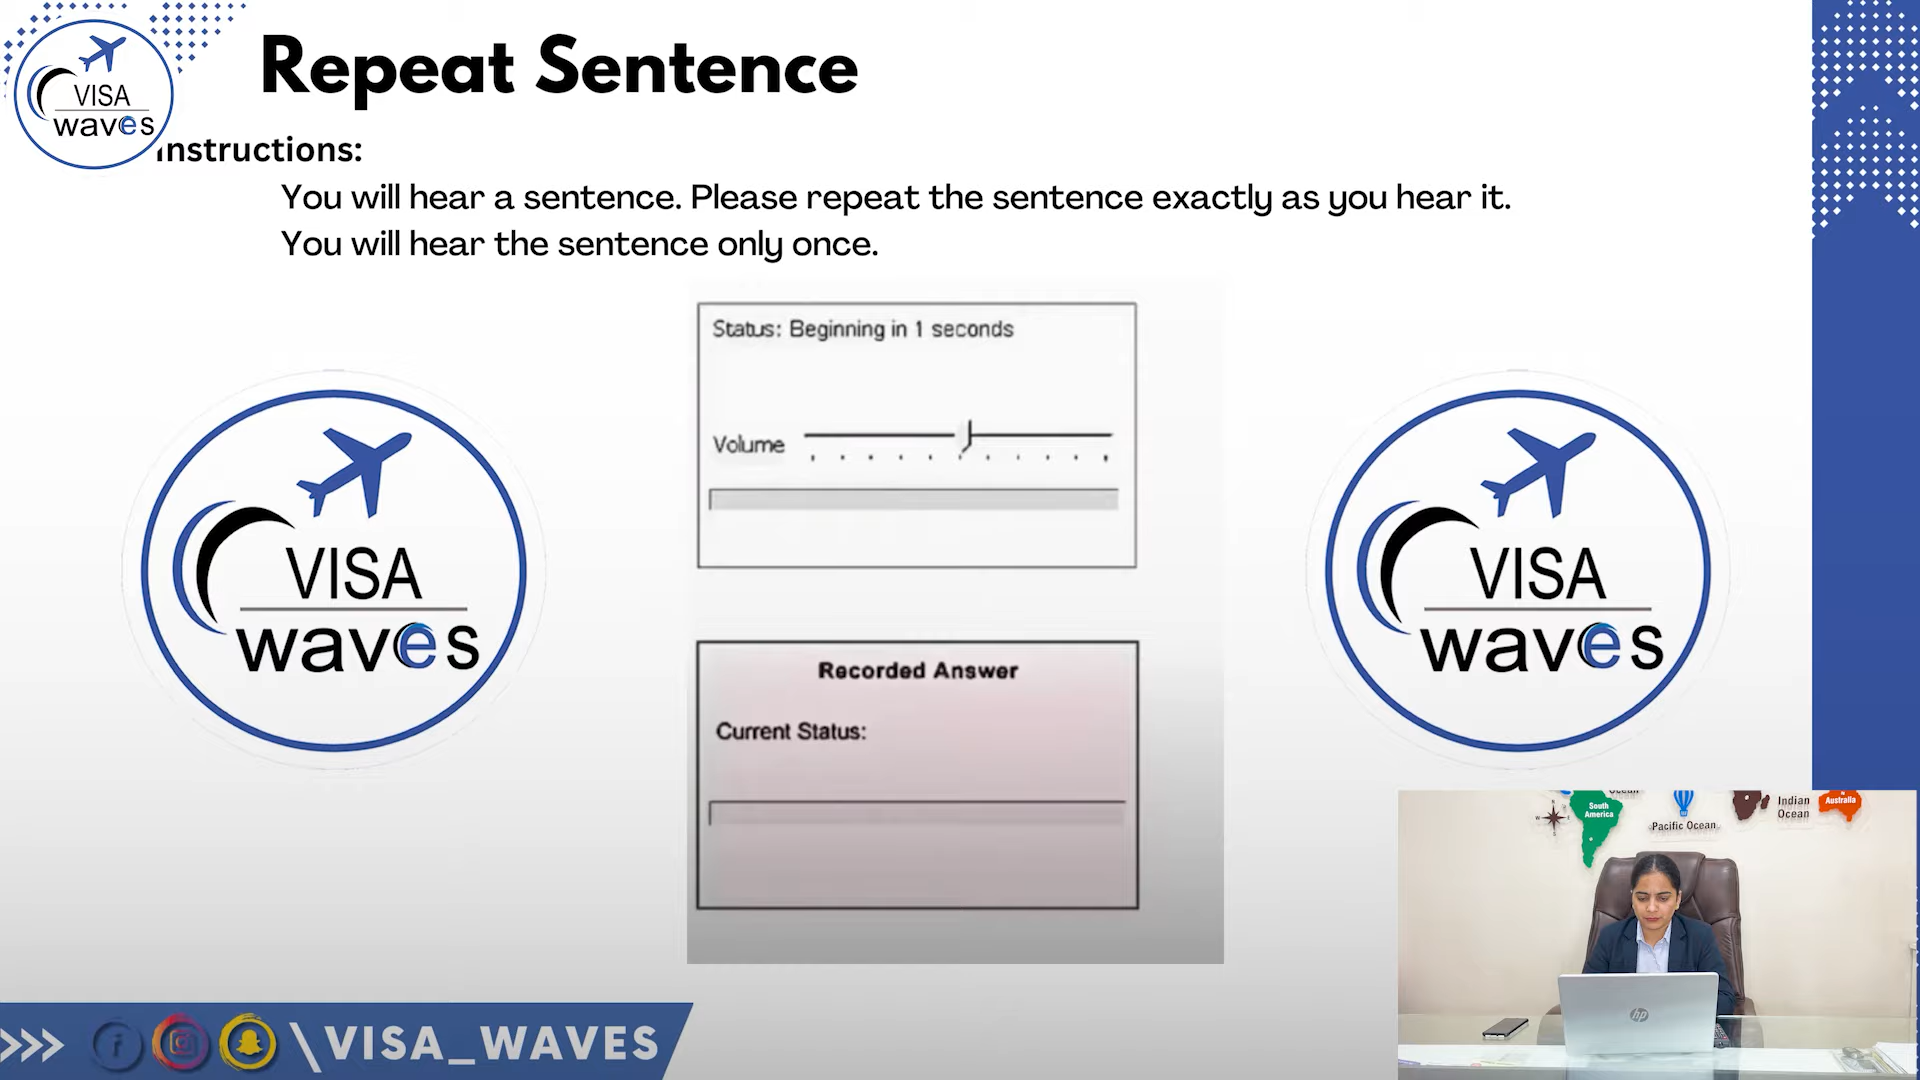 VISA
waves
Repeat Sentence
Instructions:
You will hear a sentence. Please repeat the sentence exactly as you hear it.
You will hear the sentence only once.
Status: Beginning in 1 seconds
Volume
VISA
waves
VISA
waves
Recorded Answer
Current Status:
Ocean
South
America
Pacific Ocean
Indian
Ocean
Australia
W
E
S
hp
\VISA_WAVES